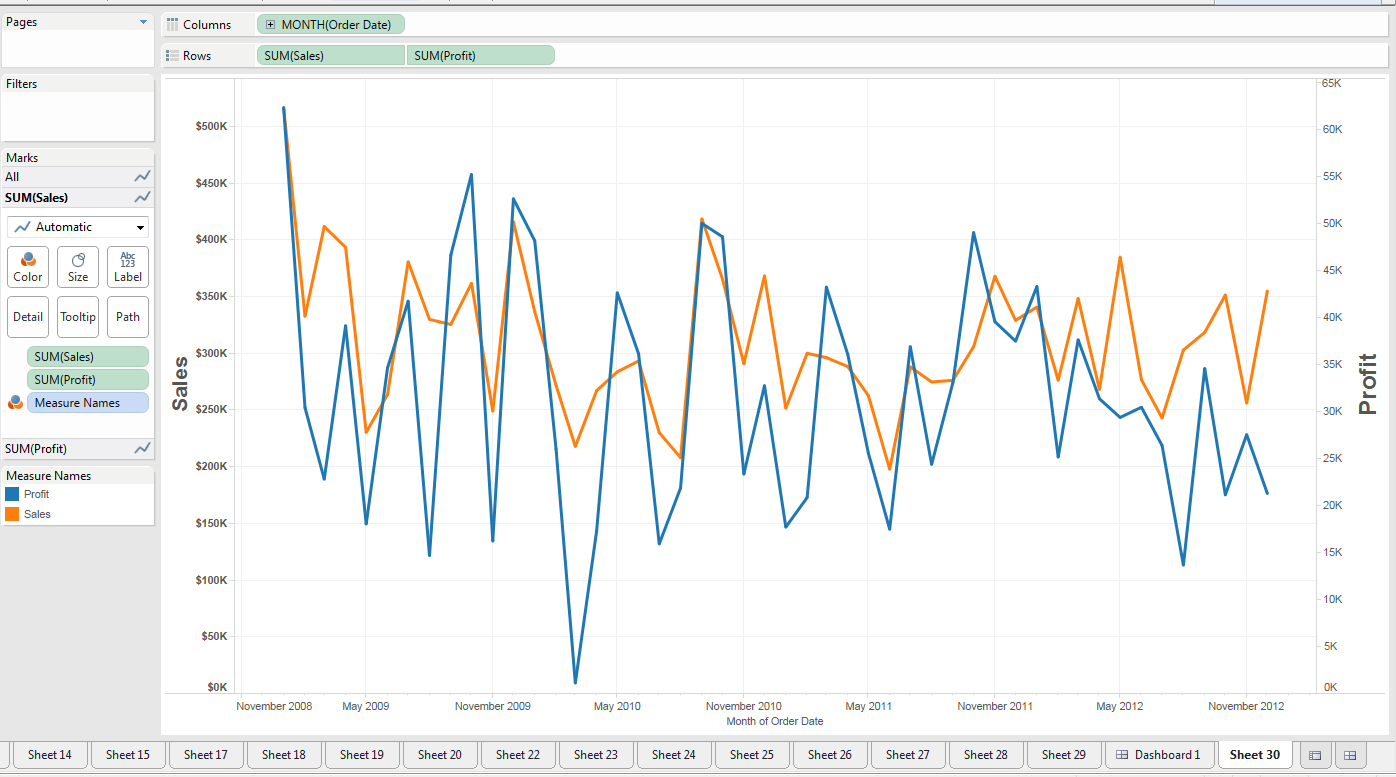 Pages
Columns
MONTH(Order Date)
Rows
SUM(Sales) SUM(Profit)
Filters
Marks
All
SUM(Sales)
Automatic
Color Size Abc 123 Label
Detail Tooltip Path
SUM(Sales)
SUM(Profit)
Measure Names
SUM(Profit)
Measure Names
Profit
Sales
Sales
$500K
$450K
$400K
$350K
$300K
$250K
$200K
$150K
$100K
$50K
$0K
65K
60K
55K
50K
45K
40K
35K
30K
25K
20K
15K
10K
5K
0K
Profit
November 2008 May 2009 November 2009 May 2010 November 2010 May 2011 November 2011 May 2012 November 2012
Month of Order Date
Sheet 14 Sheet 15 Sheet 17 Sheet 18 Sheet 19 Sheet 20 Sheet 22 Sheet 23 Sheet 24 Sheet 25 Sheet 26 Sheet 27 Sheet 28 Sheet 29 Dashboard 1 Sheet 30